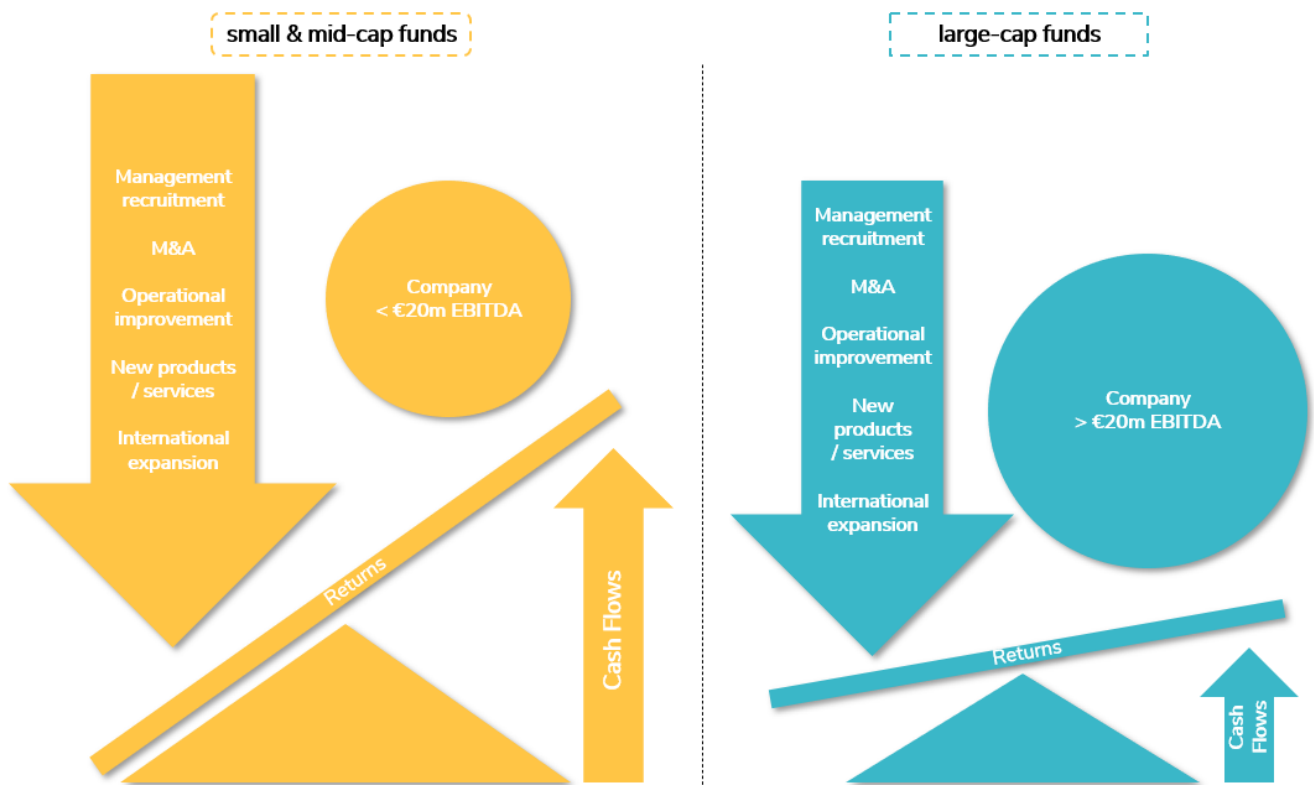 small & mid-cap funds
Management
recruitment
M&A
Operational
improvement
New products
/ services
International
expansion
Company
< €20m EBITDA
Returns
Cash Flows
large-cap funds
Management
recruitment
M&A
Operational
improvement
New
products
/ services
International
expansion
Company
> €20m EBITDA
Returns
Cash
Flows